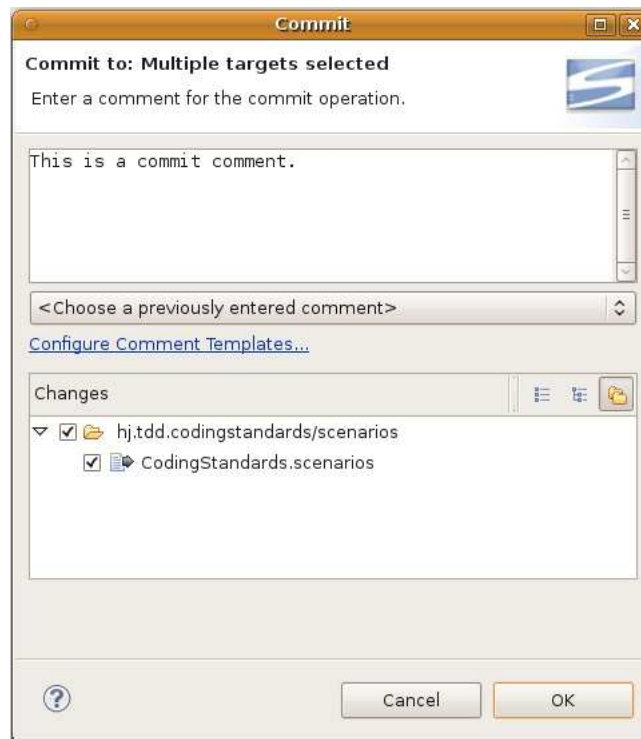 Commit
Commit to: Multiple targets selected
Enter a comment for the commit operation.
This is a commit comment.
<Choose a previously entered comment>
Configure Comment Templates...
Changes
hj.tdd.codingstandards/scenarios
CodingStandards.scenarios
Cancel
OK